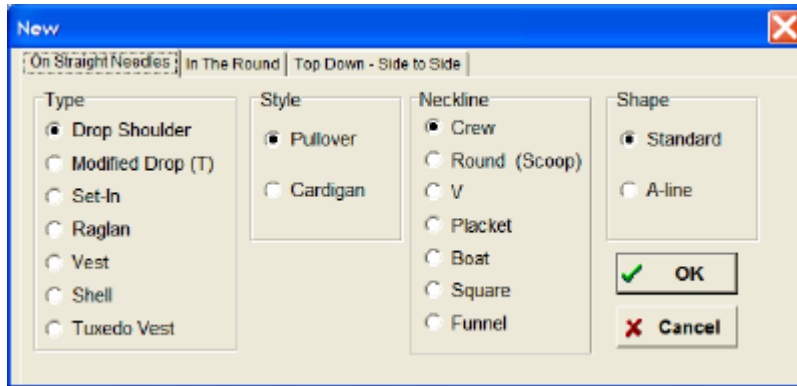 New
On Straight Needles
In The Round
Top Down - Side to Side
Type
Drop Shoulder
Modified Drop (T)
Set-In
Raglan
Vest
Shell
Tuxedo Vest
Style
Pullover
Cardigan
Neckline
Crew
Round (Scoop)
V
Placket
Boat
Square
Funnel
Shape
Standard
A-line
OK
Cancel